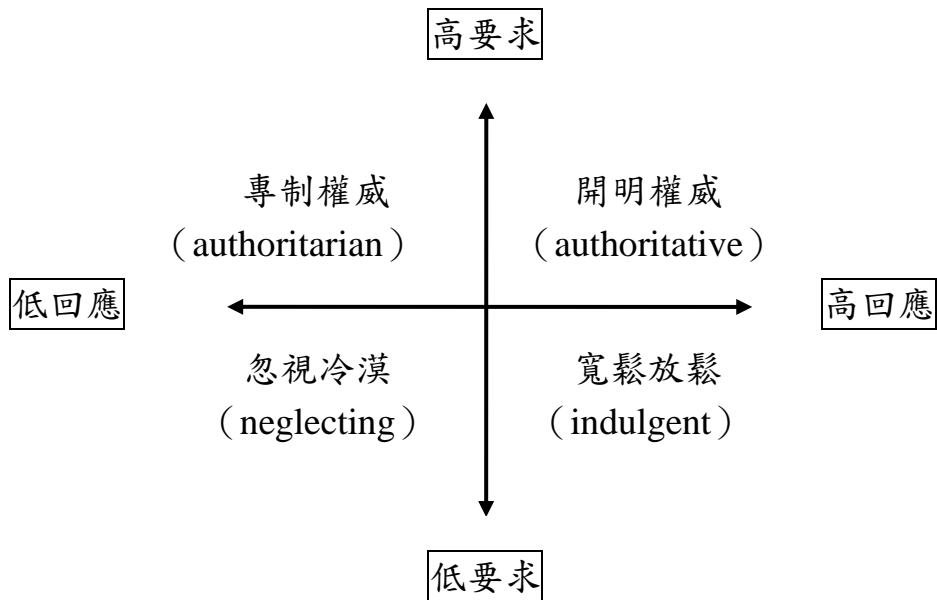 高要求
專制權威
（authoritarian）
開明權威
（authoritative）
低回應
高回應
忽視冷漠
（neglecting）
寬鬆放鬆
（indulgent）
低要求